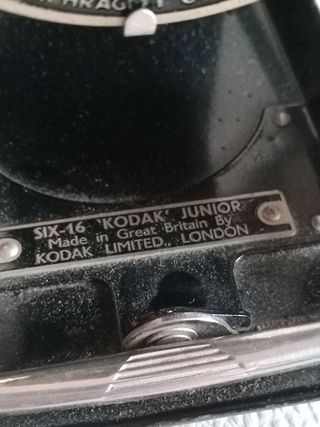 SIX-16 'KODAK' JUNIOR
Made in Great Britain By
KODAK LIMITED. LONDON